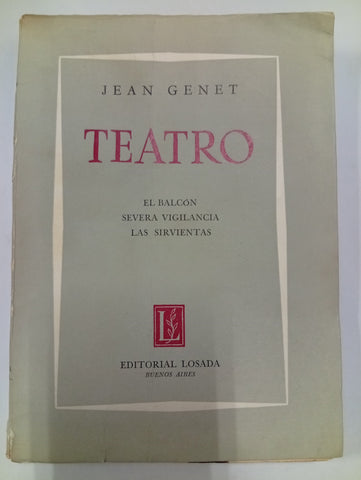 JEAN GENET
TEATRO
EL BALCÓN
SEVERA VIGILANCIA
LAS SIRVIENTAS
L
EDITORIAL LOSADA
BUENOS AIRES